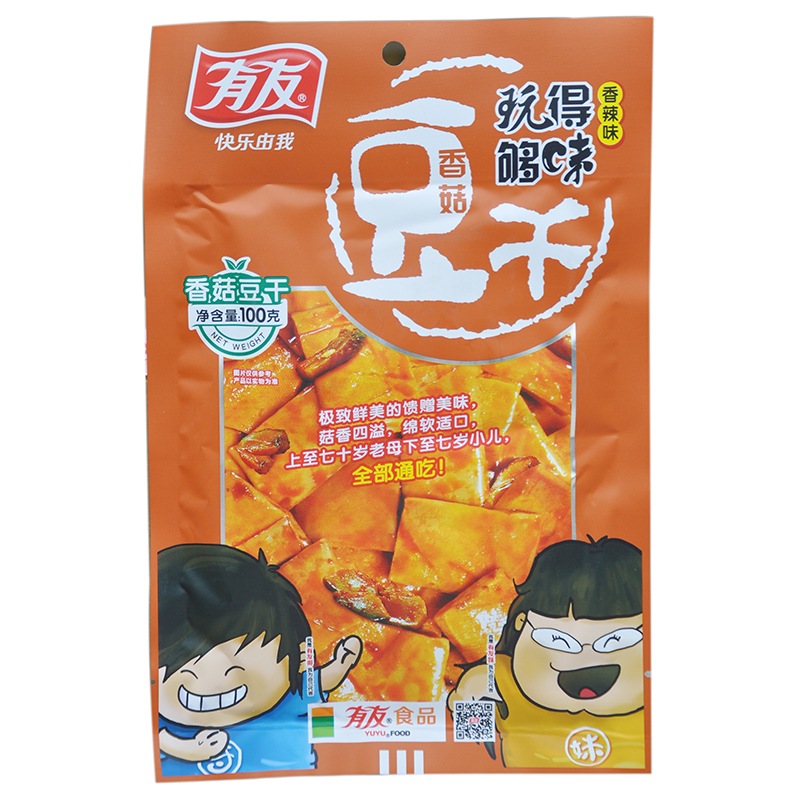 有友®
快乐由我
玩得
够味
香辣味
香菇
豆干
香菇豆干
净含量:100克
NET WEIGHT
图片仅供参考
产品以实物为准
极致鲜美的馈赠美味,
菇香四溢,绵软适口,
上至七十岁老母下至七岁小儿,
全部通吃!
有友®食品
YUYU®FOOD
妹